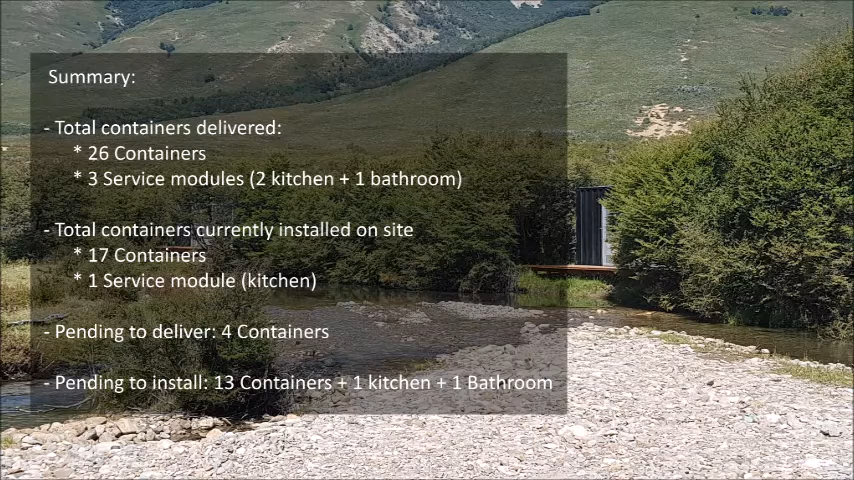 Summary:
- Total containers delivered:
* 26 Containers
* 3 Service modules (2 kitchen + 1 bathroom)
- Total containers currently installed on site
* 17 Containers
* 1 Service module (kitchen)
- Pending to deliver: 4 Containers
- Pending to install: 13 Containers + 1 kitchen + 1 Bathroom